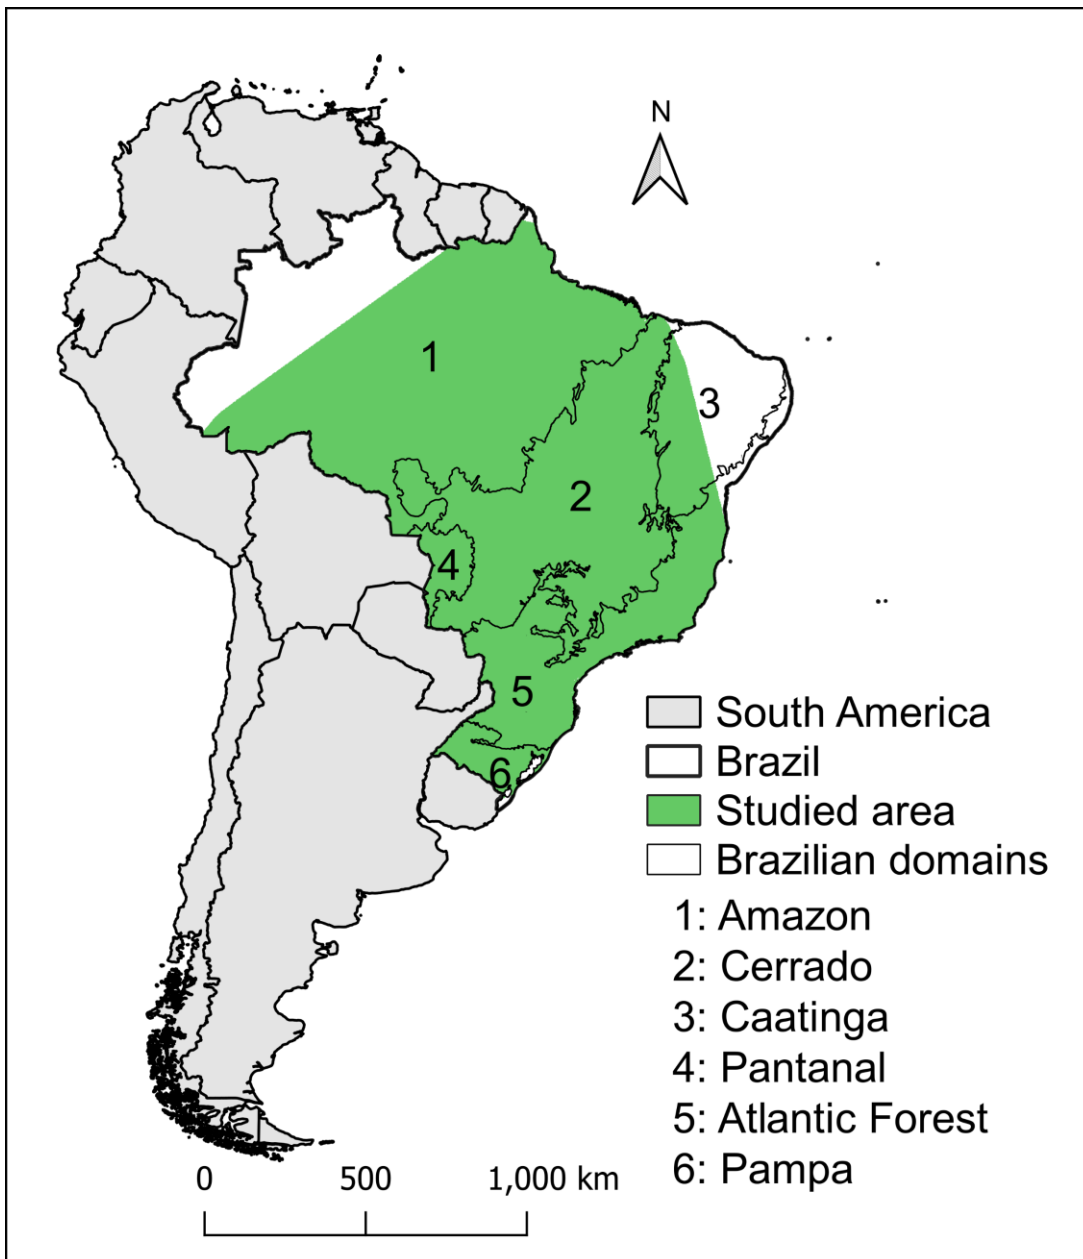 N
1
3
2
4
5
6
South America
Brazil
Studied area
Brazilian domains
1: Amazon
2: Cerrado
3: Caatinga
4: Pantanal
5: Atlantic Forest
6: Pampa
0 500 1,000 km